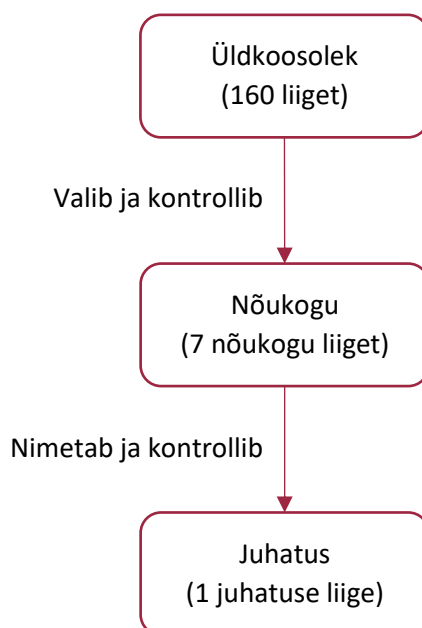 Üldkoosolek
(160 liiget)
Valib ja kontrollib
Nõukogu
(7 nõukogu liiget)
Nimetab ja kontrollib
Juhatus
(1 juhatuse liige)